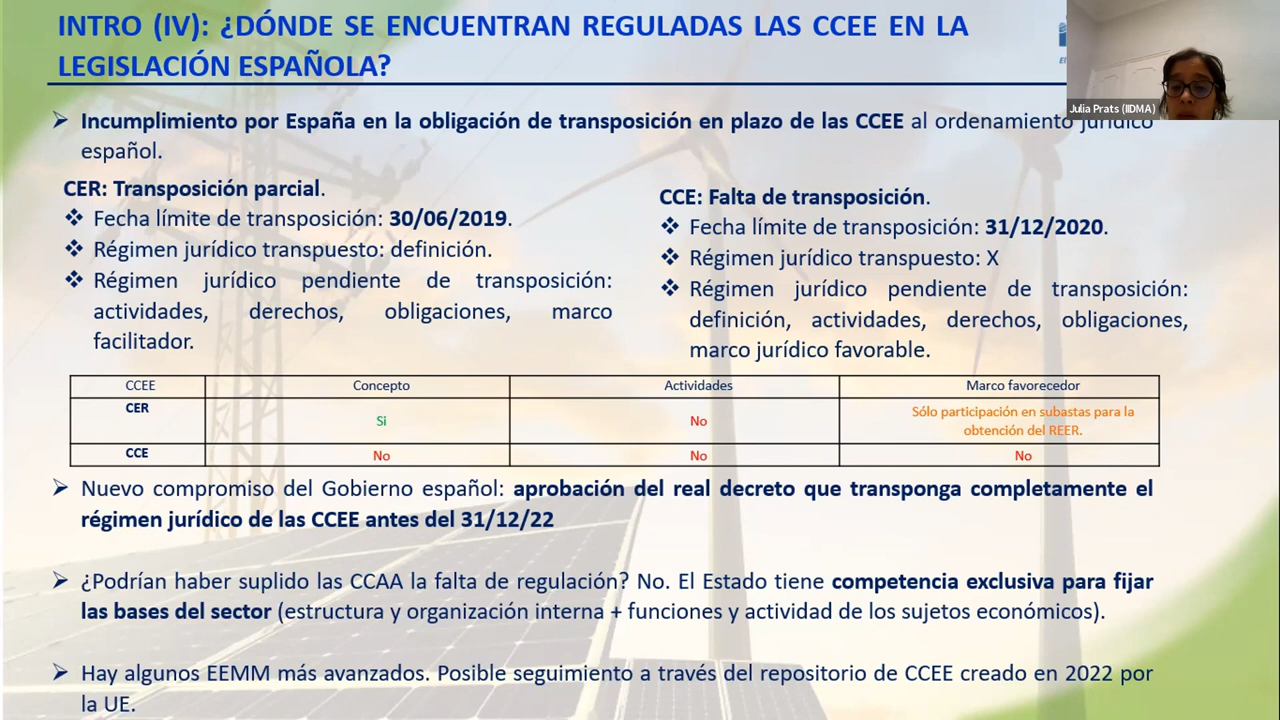 INTRO (IV): ¿DÓNDE SE ENCUENTRAN REGULADAS LAS CCEE EN LA
LEGISLACIÓN ESPAÑOLA?
Julia Prats (IIDMA)
Incumplimiento por España en la obligación de transposición en plazo de las CCEE al ordenamiento jurídico
español.
CER: Transposición parcial.
Fecha límite de transposición: 30/06/2019.
Régimen jurídico transpuesto: definición.
Régimen jurídico pendiente de transposición:
actividades, derechos, obligaciones, marco
facilitador.
CCE: Falta de transposición.
Fecha límite de transposición: 31/12/2020.
Régimen jurídico transpuesto: X
Régimen jurídico pendiente de transposición:
definición, actividades, derechos, obligaciones,
marco jurídico favorable.
CCEE Concepto Actividades Marco favorecedor
CER Si No Sólo participación en subastas para la
obtención del REER.
CCE No No No
Nuevo compromiso del Gobierno español: aprobación del real decreto que transponga completamente el
régimen jurídico de las CCEE antes del 31/12/22
¿Podrían haber suplido las CCAA la falta de regulación? No. El Estado tiene competencia exclusiva para fijar
las bases del sector (estructura y organización interna + funciones y actividad de los sujetos económicos).
Hay algunos EEMM más avanzados. Posible seguimiento a través del repositorio de CCEE creado en 2022 por
la UE.